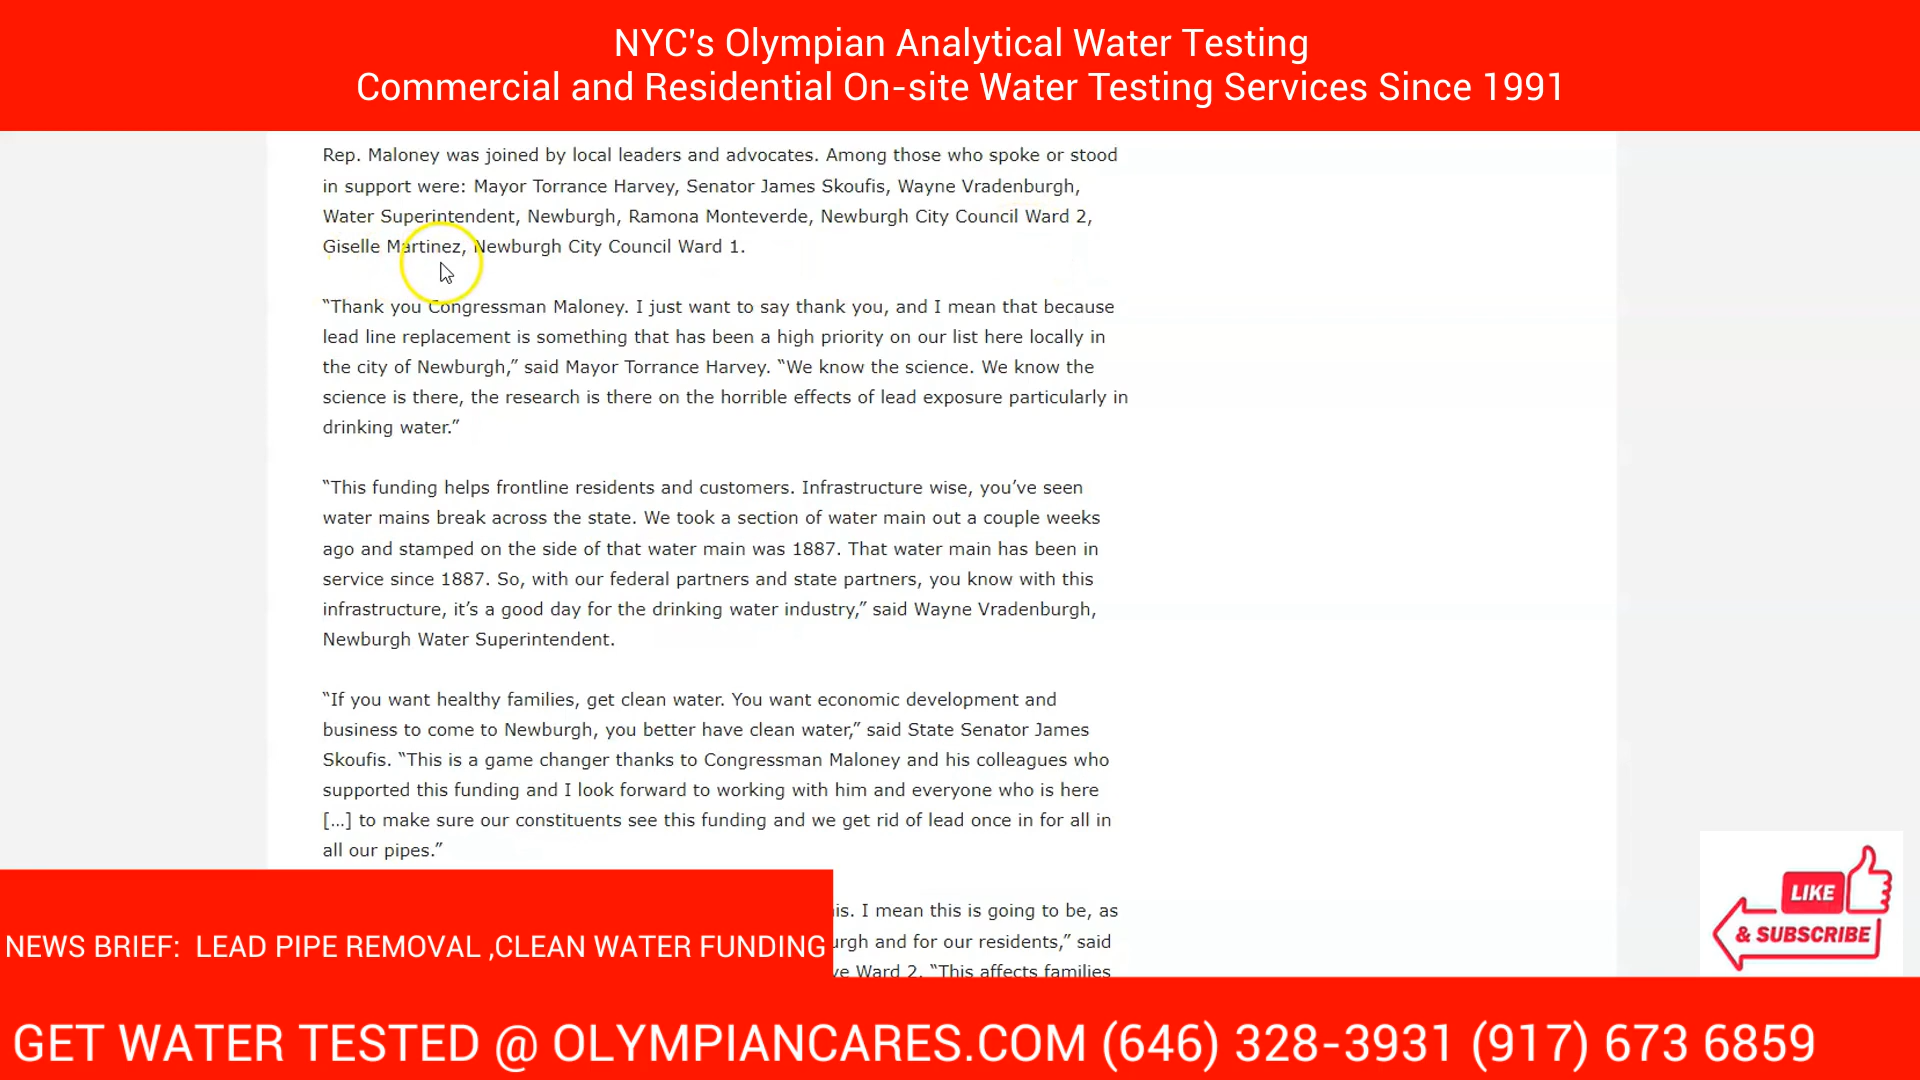 NYC's Olympian Analytical Water Testing
Commercial and Residential On-site Water Testing Services Since 1991
Rep. Maloney was joined by local leaders and advocates. Among those who spoke or stood
in support were: Mayor Torrance Harvey, Senator James Skoufis, Wayne Vradenburgh,
Water Superintendent, Newburgh, Ramona Monteverde, Newburgh City Council Ward 2,
Giselle Martinez, Newburgh City Council Ward 1.
“Thank you Congressman Maloney. I just want to say thank you, and I mean that because
lead line replacement is something that has been a high priority on our list here locally in
the city of Newburgh,” said Mayor Torrance Harvey. “We know the science. We know the
science is there, the research is there on the horrible effects of lead exposure particularly in
drinking water.”
“This funding helps frontline residents and customers. Infrastructure wise, you’ve seen
water mains break across the state. We took a section of water main out a couple weeks
ago and stamped on the side of that water main was 1887. That water main has been in
service since 1887. So, with our federal partners and state partners, you know with this
infrastructure, it’s a good day for the drinking water industry,” said Wayne Vradenburgh,
Newburgh Water Superintendent.
“If you want healthy families, get clean water. You want economic development and
business to come to Newburgh, you better have clean water,” said State Senator James
Skoufis. “This is a game changer thanks to Congressman Maloney and his colleagues who
supported this funding and I look forward to working with him and everyone who is here
[…] to make sure our constituents see this funding and we get rid of lead once in for all in
all our pipes.”
is. I mean this is going to be, as
urgh and for our residents,” said
ve Ward 2. “This affects families
NEWS BRIEF: LEAD PIPE REMOVAL ,CLEAN WATER FUNDING
LIKE
& SUBSCRIBE
GET WATER TESTED @ OLYMPIANCARES.COM (646) 328-3931 (917) 673 6859